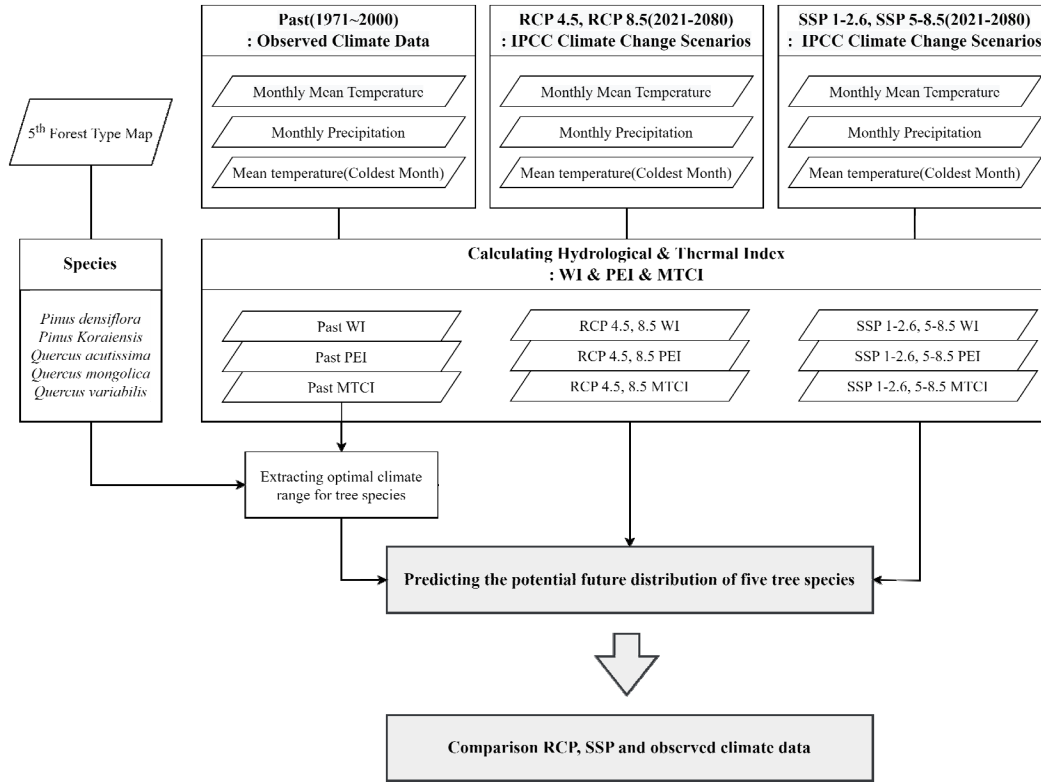 Past(1971~2000)
: Observed Climate Data
Monthly Mean Temperature
Monthly Precipitation
Mean temperature(Coldest Month)
RCP 4.5, RCP 8.5(2021-2080)
: IPCC Climate Change Scenarios
Monthly Mean Temperature
Monthly Precipitation
Mean temperature(Coldest Month)
SSP 1-2.6, SSP 5-8.5(2021-2080)
: IPCC Climate Change Scenarios
Monthly Mean Temperature
Monthly Precipitation
Mean temperature(Coldest Month)
5th Forest Type Map
Species
Pinus densiflora
Pinus Koraiensis
Quercus acutissima
Quercus mongolica
Quercus variabilis
Calculating Hydrological & Thermal Index
: WI & PEI & MTCI
Past WI
Past PEI
Past MTCI
RCP 4.5, 8.5 WI
RCP 4.5, 8.5 PEI
RCP 4.5, 8.5 MTCI
SSP 1-2.6, 5-8.5 WI
SSP 1-2.6, 5-8.5 PEI
SSP 1-2.6, 5-8.5 MTCI
Extracting optimal climate
range for tree species
Predicting the potential future distribution of five tree species
Comparison RCP, SSP and observed climate data